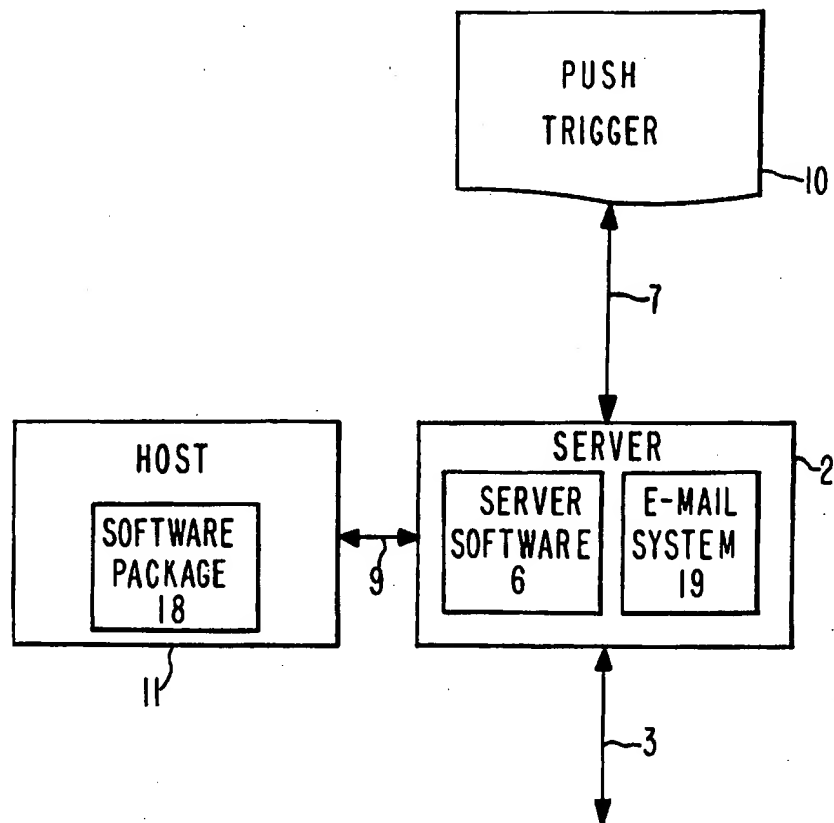 PUSH
TRIGGER
10
7
HOST
SOFTWARE
PACKAGE
18
11
9
SERVER
2
SERVER
SOFTWARE
6
E-MAIL
SYSTEM
19
3